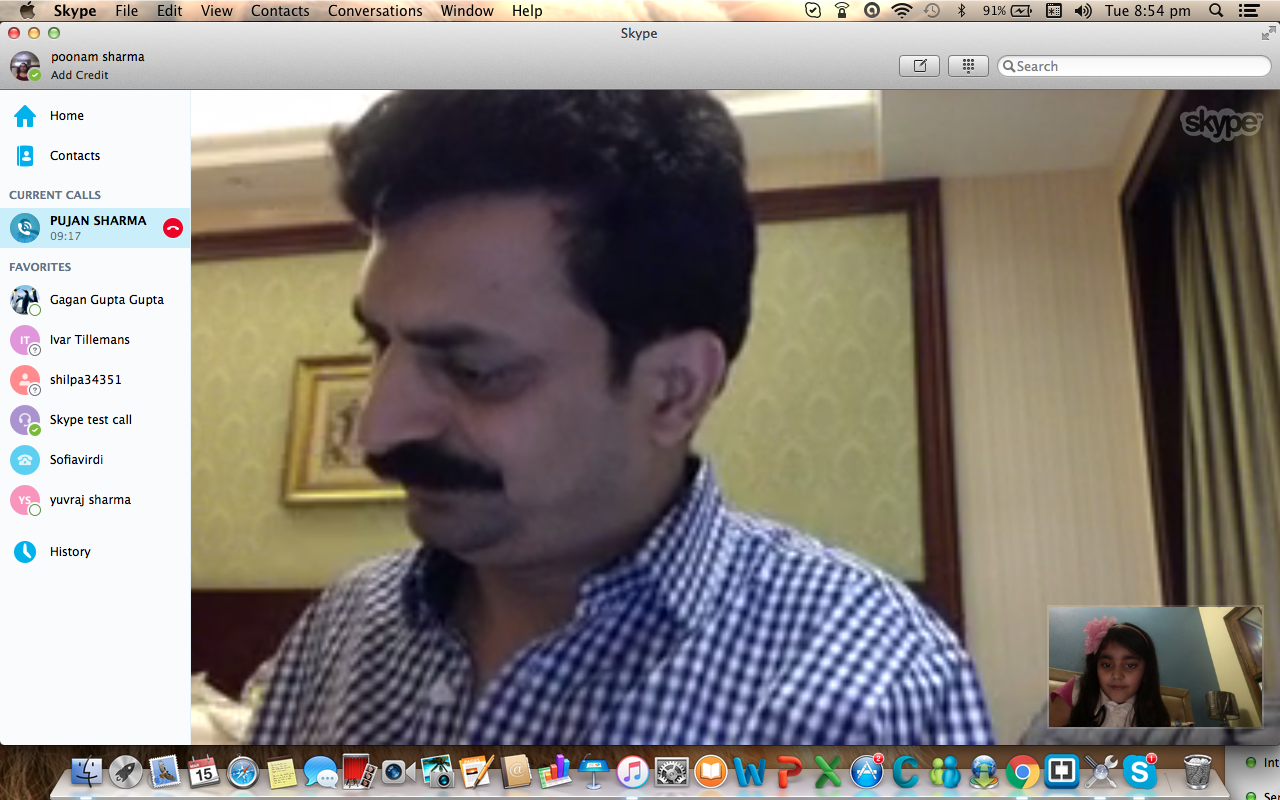 Skype File Edit View Contacts Conversations Window Help 91% Tue 8:54 pm
Skype
poonam sharma
Add Credit
Search
Home
Contacts
CURRENT CALLS
PUJAN SHARMA
09:17
FAVORITES
Gagan Gupta Gupta
IT Ivar Tillemans
shilpa34351
Skype test call
Sofiavirdi
YS yuvraj sharma
History
skype
15
2
1
Int
Ser